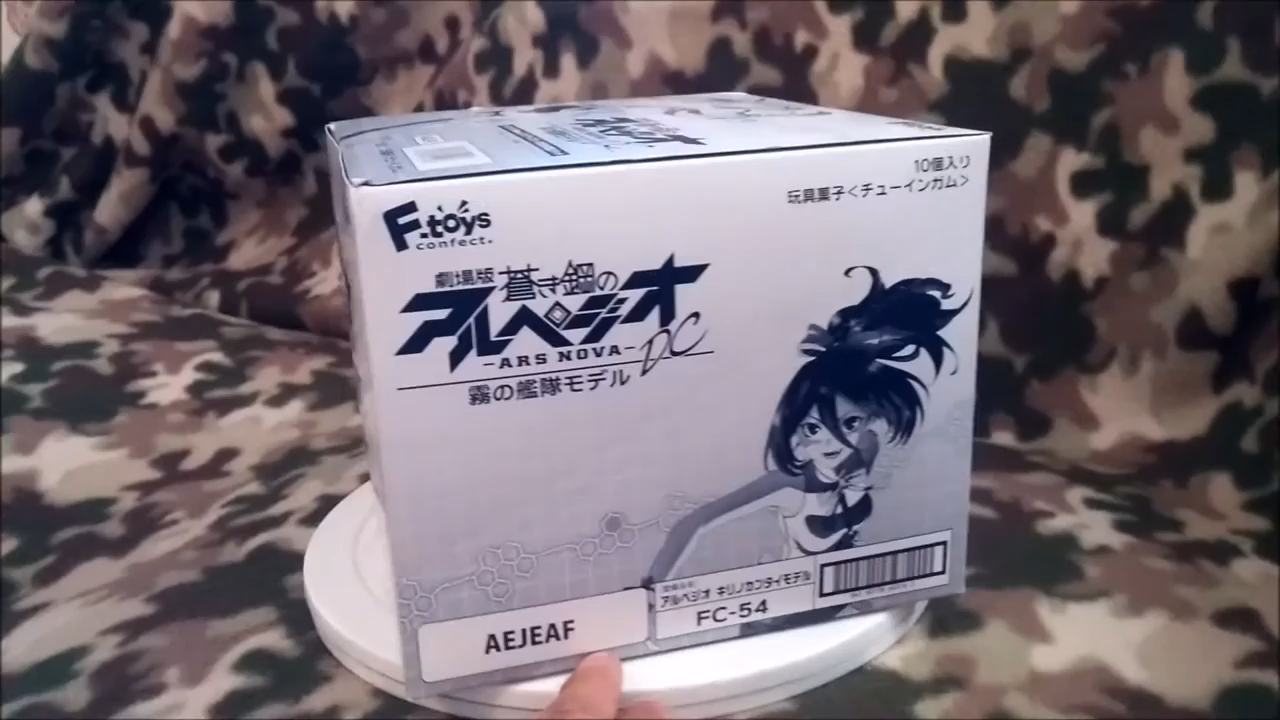 10個入り
玩具菓子<チューインガム>
F-toys
confect.
劇場版 蒼き鋼の
アルペジオ
-ARS NOVA-DC
霧の艦隊モデル
アルペジオ キリノカンタイモデル
AEJEAF
FC-54